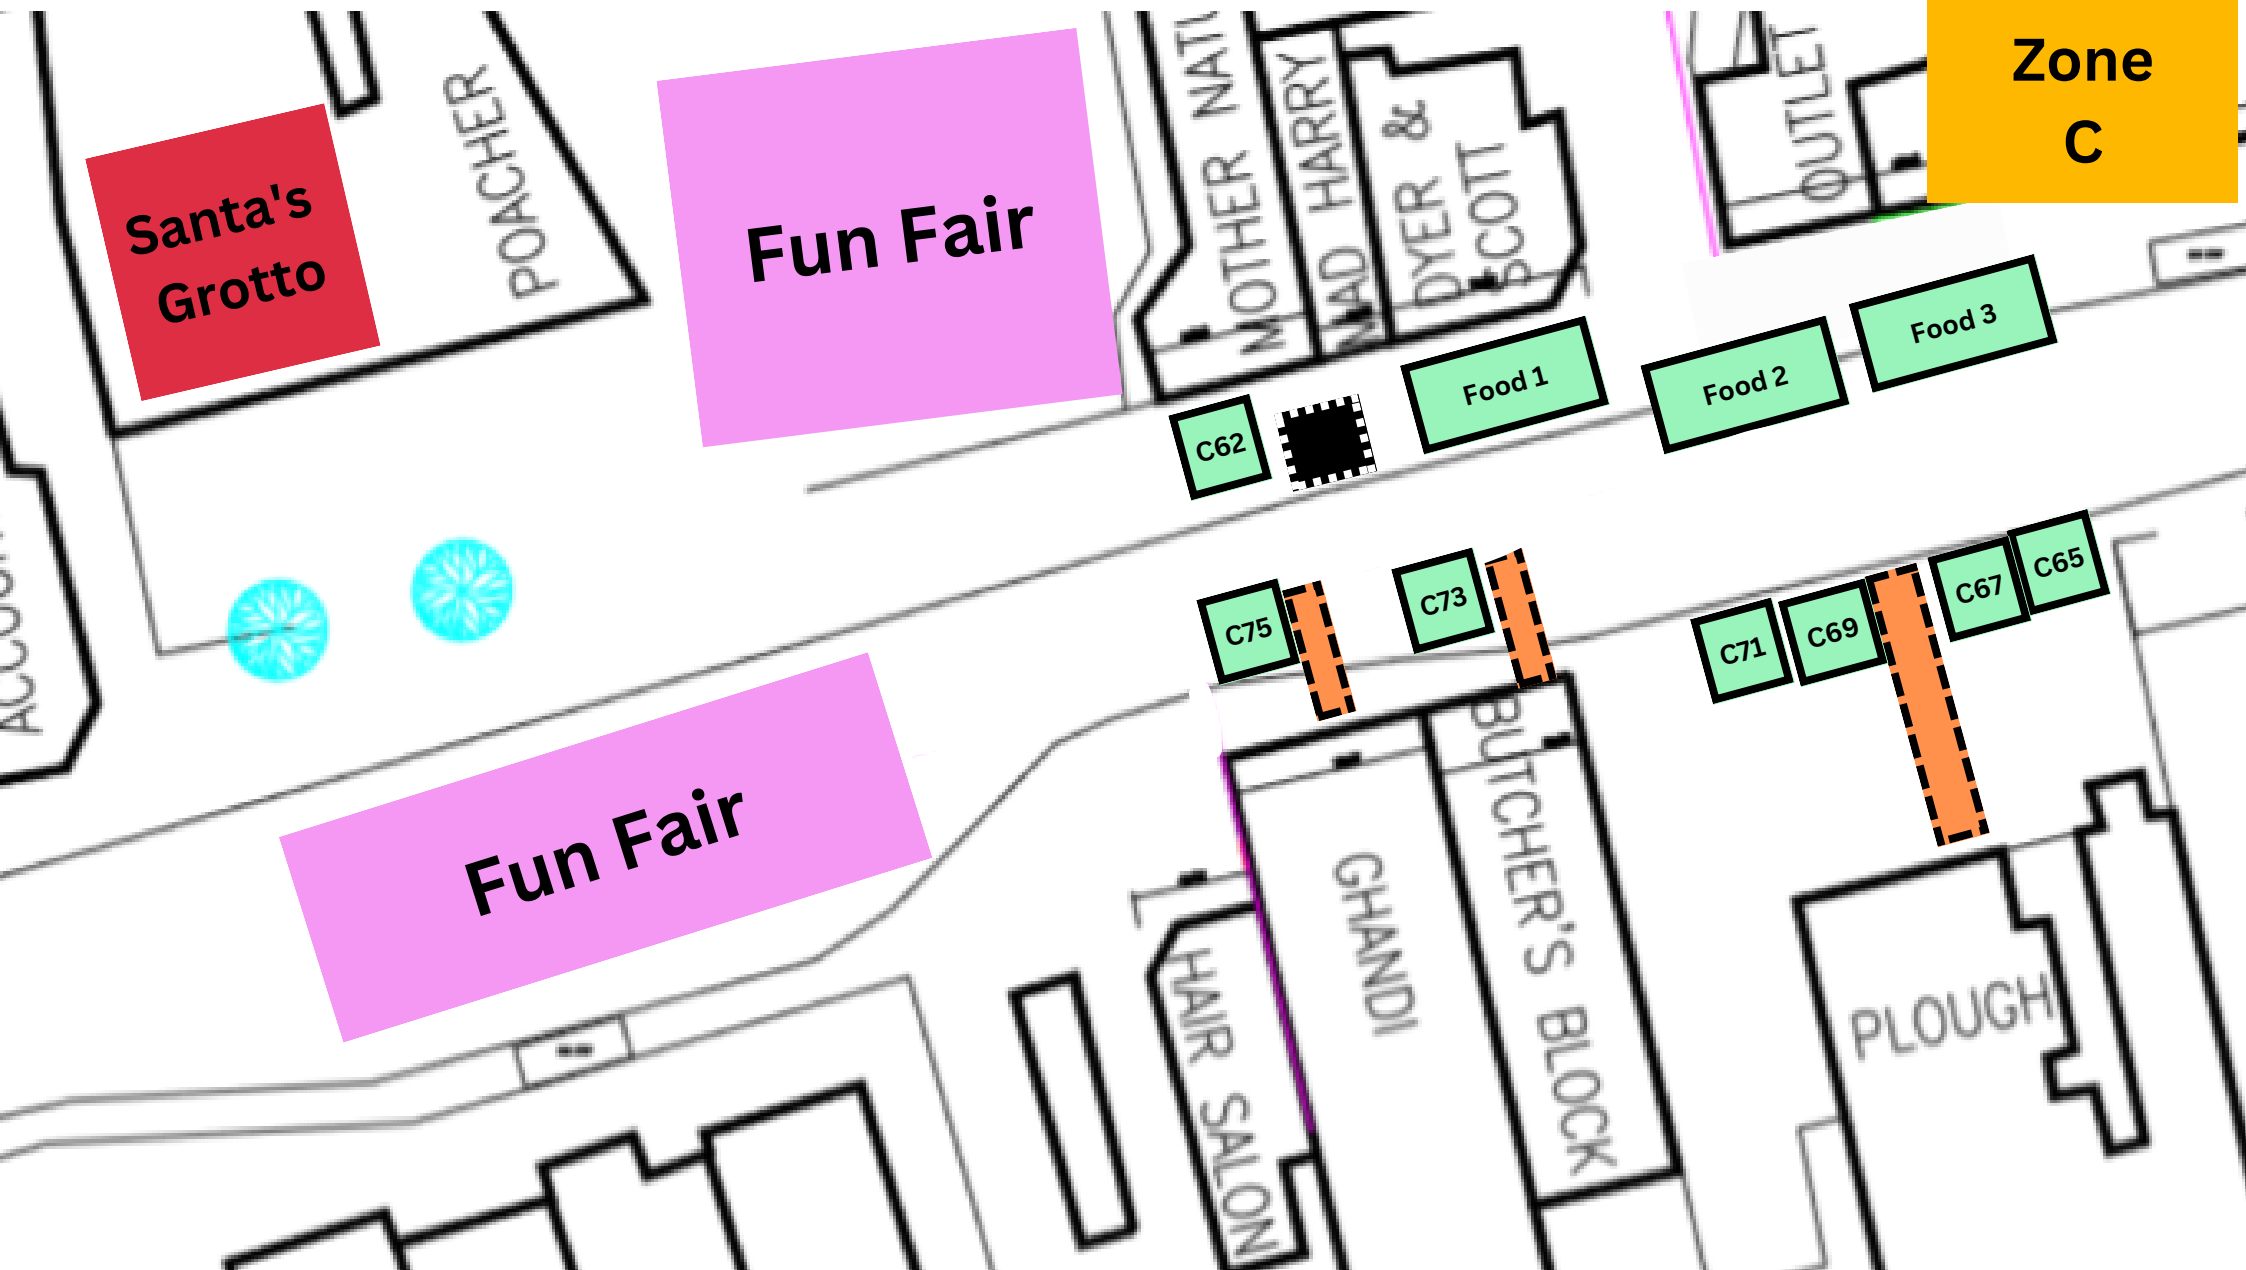 Zone
C
Santa's
Grotto
POACHER
Fun Fair
MOTHER
MAD HARRY
DYER &
SCOTT
OUTLET
Food 3
Food 2
Food 1
C62
C65
C67
C69
C71
C73
C75
Fun Fair
GHANDI
BUTCHER'S BLOCK
HAIR SALON
PLOUGH